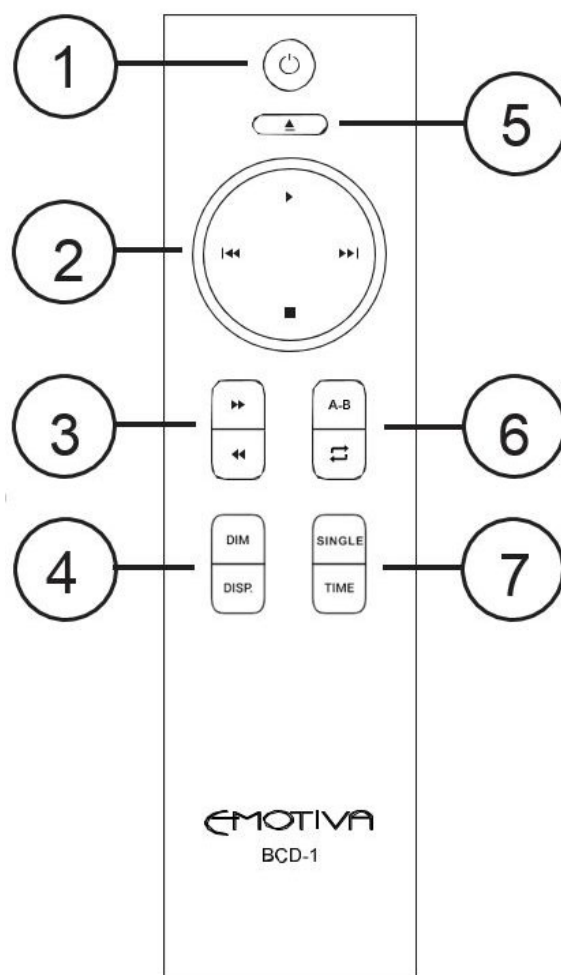 1
5
2
3
A-B
6
4
DIM
SINGLE
7
DISP.
TIME
EMOTIVA
BCD-1